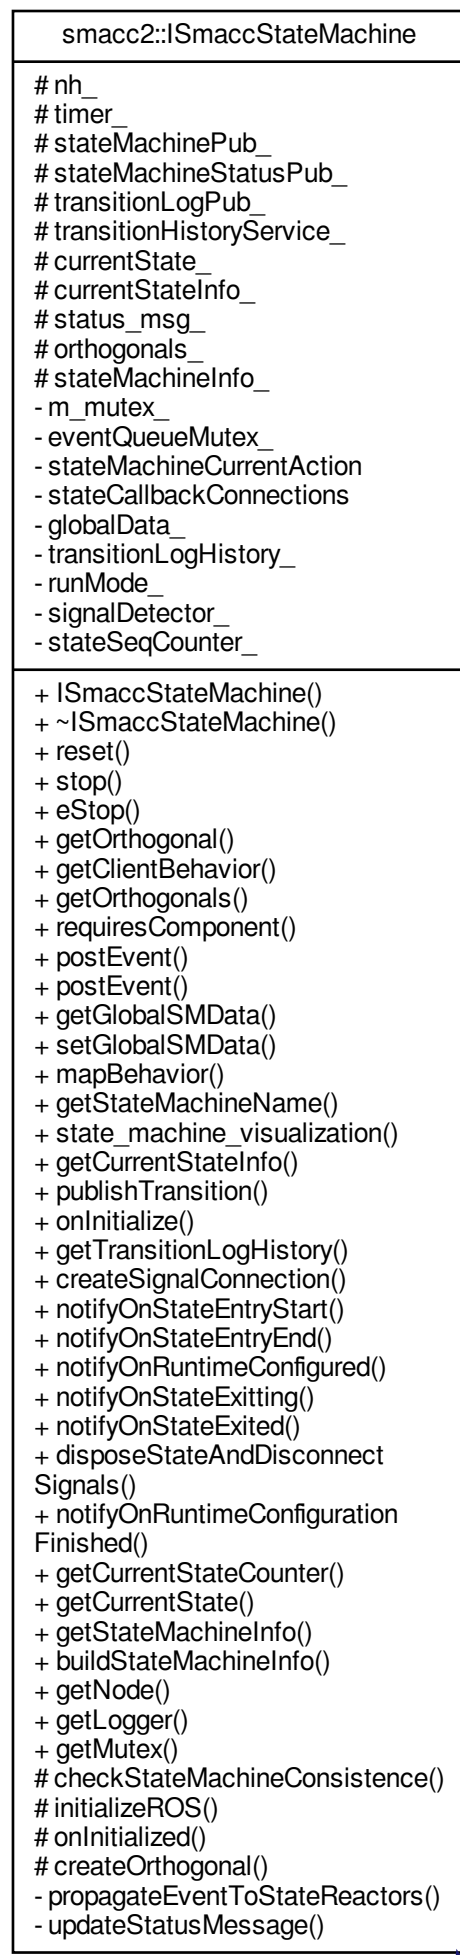 smacc2::ISmaccStateMachine
# nh_
# timer_
# stateMachinePub_
# stateMachineStatusPub_
# transitionLogPub_
# transitionHistoryService_
# currentState_
# currentStateInfo_
# status_msg_
# orthogonals_
# stateMachineInfo_
- m_mutex_
- eventQueueMutex_
- stateMachineCurrentAction
- stateCallbackConnections
- globalData_
- transitionLogHistory_
- runMode_
- signalDetector_
- stateSeqCounter_
+ ISmaccStateMachine()
+ ~ISmaccStateMachine()
+ reset()
+ stop()
+ eStop()
+ getOrthogonal()
+ getClientBehavior()
+ getOrthogonals()
+ requiresComponent()
+ postEvent()
+ postEvent()
+ getGlobalSMData()
+ setGlobalSMData()
+ mapBehavior()
+ getStateMachineName()
+ state_machine_visualization()
+ getCurrentStateInfo()
+ publishTransition()
+ onInitialize()
+ getTransitionLogHistory()
+ createSignalConnection()
+ notifyOnStateEntryStart()
+ notifyOnStateEntryEnd()
+ notifyOnRuntimeConfigured()
+ notifyOnStateExitting()
+ notifyOnStateExited()
+ disposeStateAndDisconnect
Signals()
+ notifyOnRuntimeConfiguration
Finished()
+ getCurrentStateCounter()
+ getCurrentState()
+ getStateMachineInfo()
+ buildStateMachineInfo()
+ getNode()
+ getLogger()
+ getMutex()
# checkStateMachineConsistence()
# initializeROS()
# onInitialized()
# createOrthogonal()
- propagateEventToStateReactors()
- updateStatusMessage()